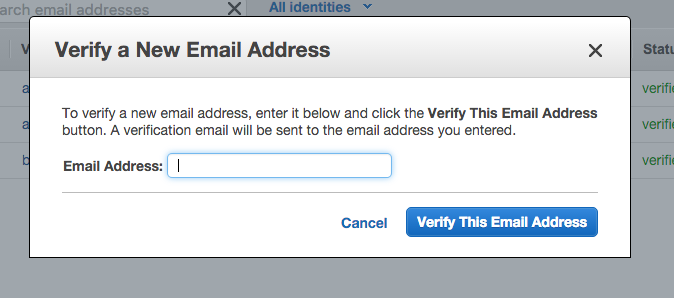 arch email addresses
All identities
Verify a New Email Address
To verify a new email address, enter it below and click the Verify This Email Address
button. A verification email will be sent to the email address you entered.
Email Address:
Cancel Verify This Email Address
V
Statu
a verifie
a verifie
b verifie